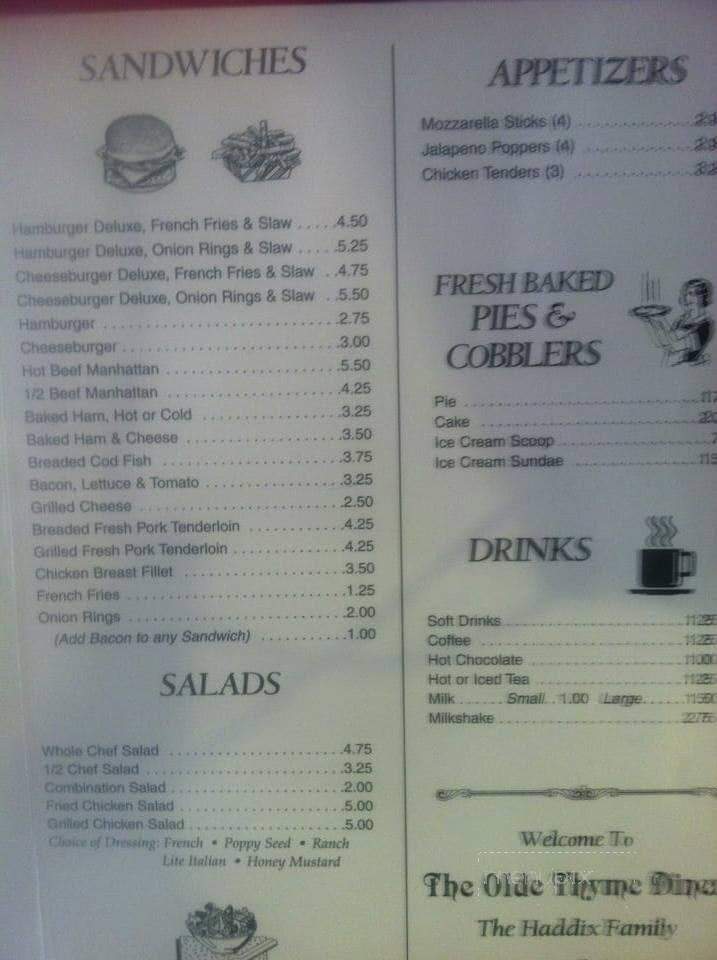 SANDWICHES
Hamburger Deluxe, French Fries & Slaw .....4.50
Hamburger Deluxe, Onion Rings & Slaw .....5.25
Cheeseburger Deluxe, French Fries & Slaw ..4.75
Cheeseburger Deluxe, Onion Rings & Slaw ..5.50
Hamburger ..........2.75
Cheeseburger ..........3.00
Hot Beef Manhattan ..........5.50
1/2 Beef Manhattan ..........4.25
Baked Ham, Hot or Cold ..........3.25
Baked Ham & Cheese ..........3.50
Breaded Cod Fish ..........3.75
Bacon, Lettuce & Tomato ..........3.25
Grilled Cheese ..........2.50
Breaded Fresh Pork Tenderloin ..........4.25
Grilled Fresh Pork Tenderloin ..........4.25
Chicken Breast Fillet ..........3.50
French Fries ..........1.25
Onion Rings ..........2.00
(Add Bacon to any Sandwich) ..........1.00
SALADS
Whole Chef Salad ..........4.75
1/2 Chef Salad ..........3.25
Combination Salad ..........2.00
Fried Chicken Salad ..........5.00
Grilled Chicken Salad ..........5.00
Choice of Dressing: French • Poppy Seed • Ranch
Lite Italian • Honey Mustard
APPETIZERS
Mozzarella Sticks (4)
Jalapeno Poppers (4)
Chicken Tenders (3)
FRESH BAKED
PIES &
COBBLERS
Pie
Cake
Ice Cream Scoop
Ice Cream Sundae
DRINKS
Soft Drinks
Coffee
Hot Chocolate
Hot or Iced Tea
Milk ...... Small ..1.00 Large
Milkshake
Welcome To
The Olde Thyme Diner
The Haddix Family